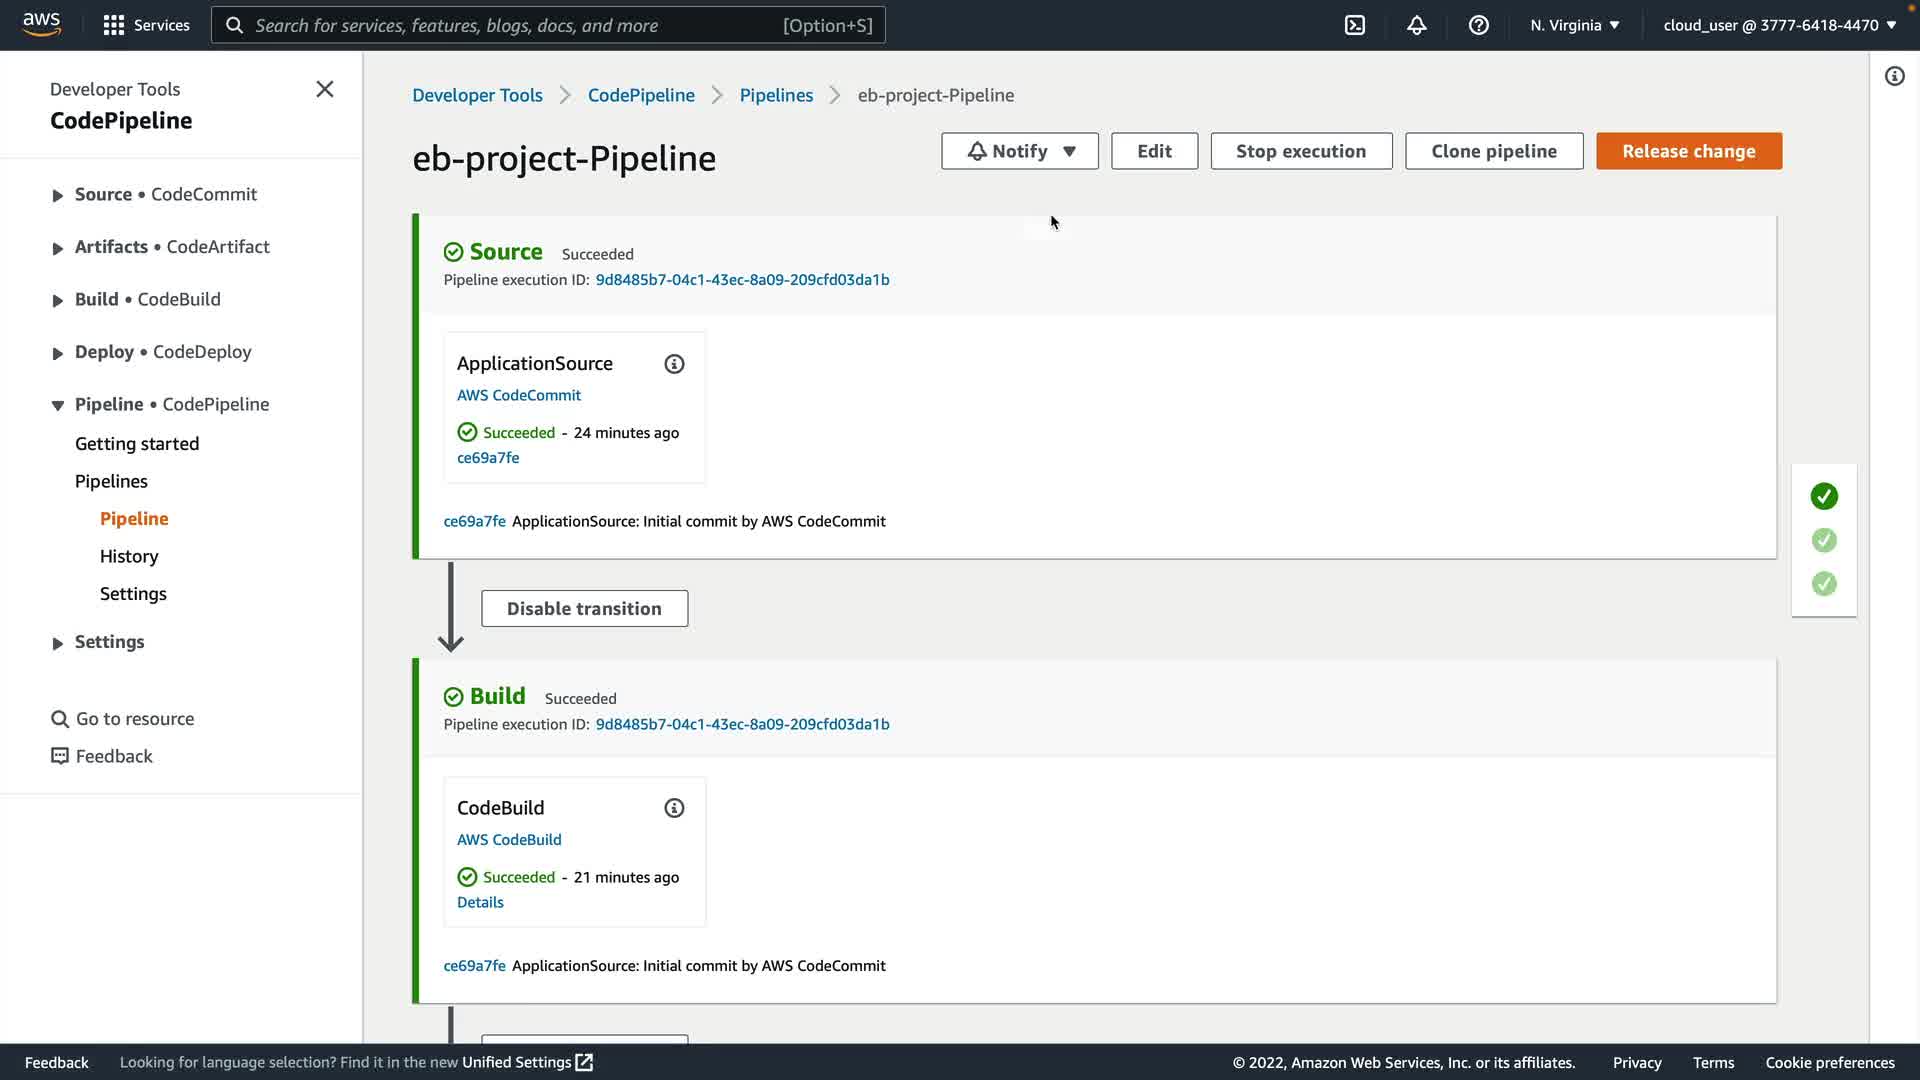 aws
Services
Search for services, features, blogs, docs, and more
[Option+S]
N. Virginia
cloud_user @ 3777-6418-4470
Developer Tools
CodePipeline
Source • CodeCommit
Artifacts • CodeArtifact
Build • CodeBuild
Deploy • CodeDeploy
Pipeline • CodePipeline
Getting started
Pipelines
Pipeline
History
Settings
Settings
Go to resource
Feedback
Developer Tools
CodePipeline
Pipelines
eb-project-Pipeline
eb-project-Pipeline
Notify
Edit
Stop execution
Clone pipeline
Release change
Source Succeeded
Pipeline execution ID: 9d8485b7-04c1-43ec-8a09-209cfd03da1b
ApplicationSource
AWS CodeCommit
Succeeded - 24 minutes ago
ce69a7fe
ce69a7fe ApplicationSource: Initial commit by AWS CodeCommit
Disable transition
Build Succeeded
Pipeline execution ID: 9d8485b7-04c1-43ec-8a09-209cfd03da1b
CodeBuild
AWS CodeBuild
Succeeded - 21 minutes ago
Details
ce69a7fe ApplicationSource: Initial commit by AWS CodeCommit
Feedback
Looking for language selection? Find it in the new Unified Settings
© 2022, Amazon Web Services, Inc. or its affiliates.
Privacy
Terms
Cookie preferences